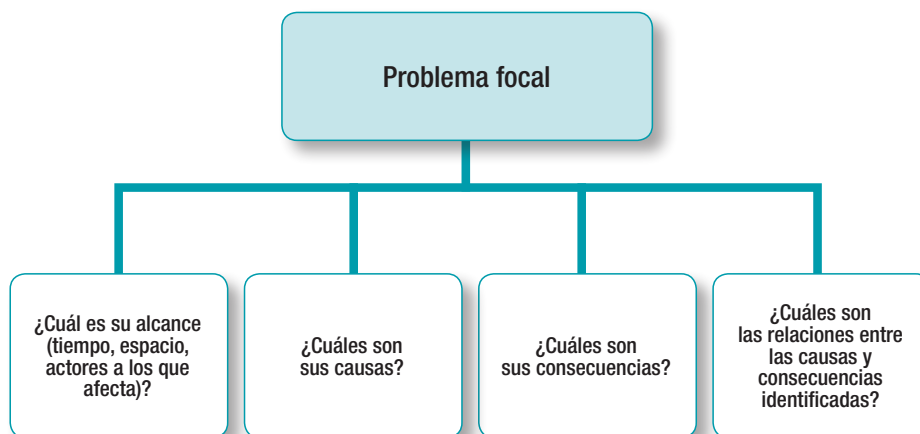 Problema focal
¿Cuál es su alcance
(tiempo, espacio,
actores a los que
afecta)?
¿Cuáles son
sus causas?
¿Cuáles son
sus consecuencias?
¿Cuáles son
las relaciones entre
las causas y
consecuencias
identificadas?